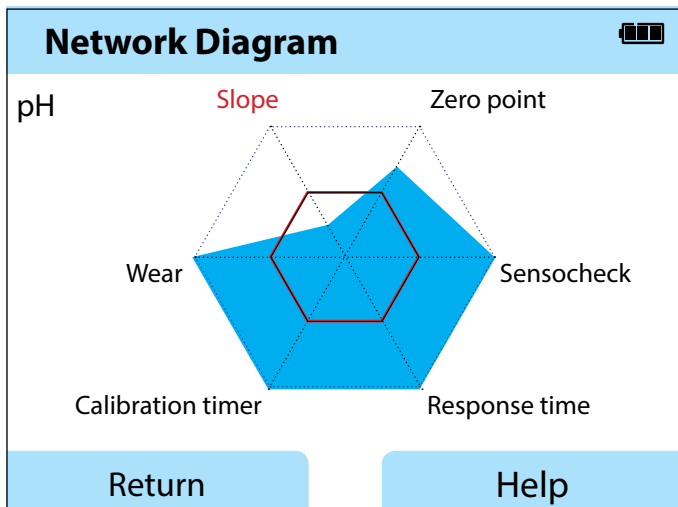 Network Diagram
pH
Slope
Zero point
Wear
Sensocheck
Calibration timer
Response time
Return
Help